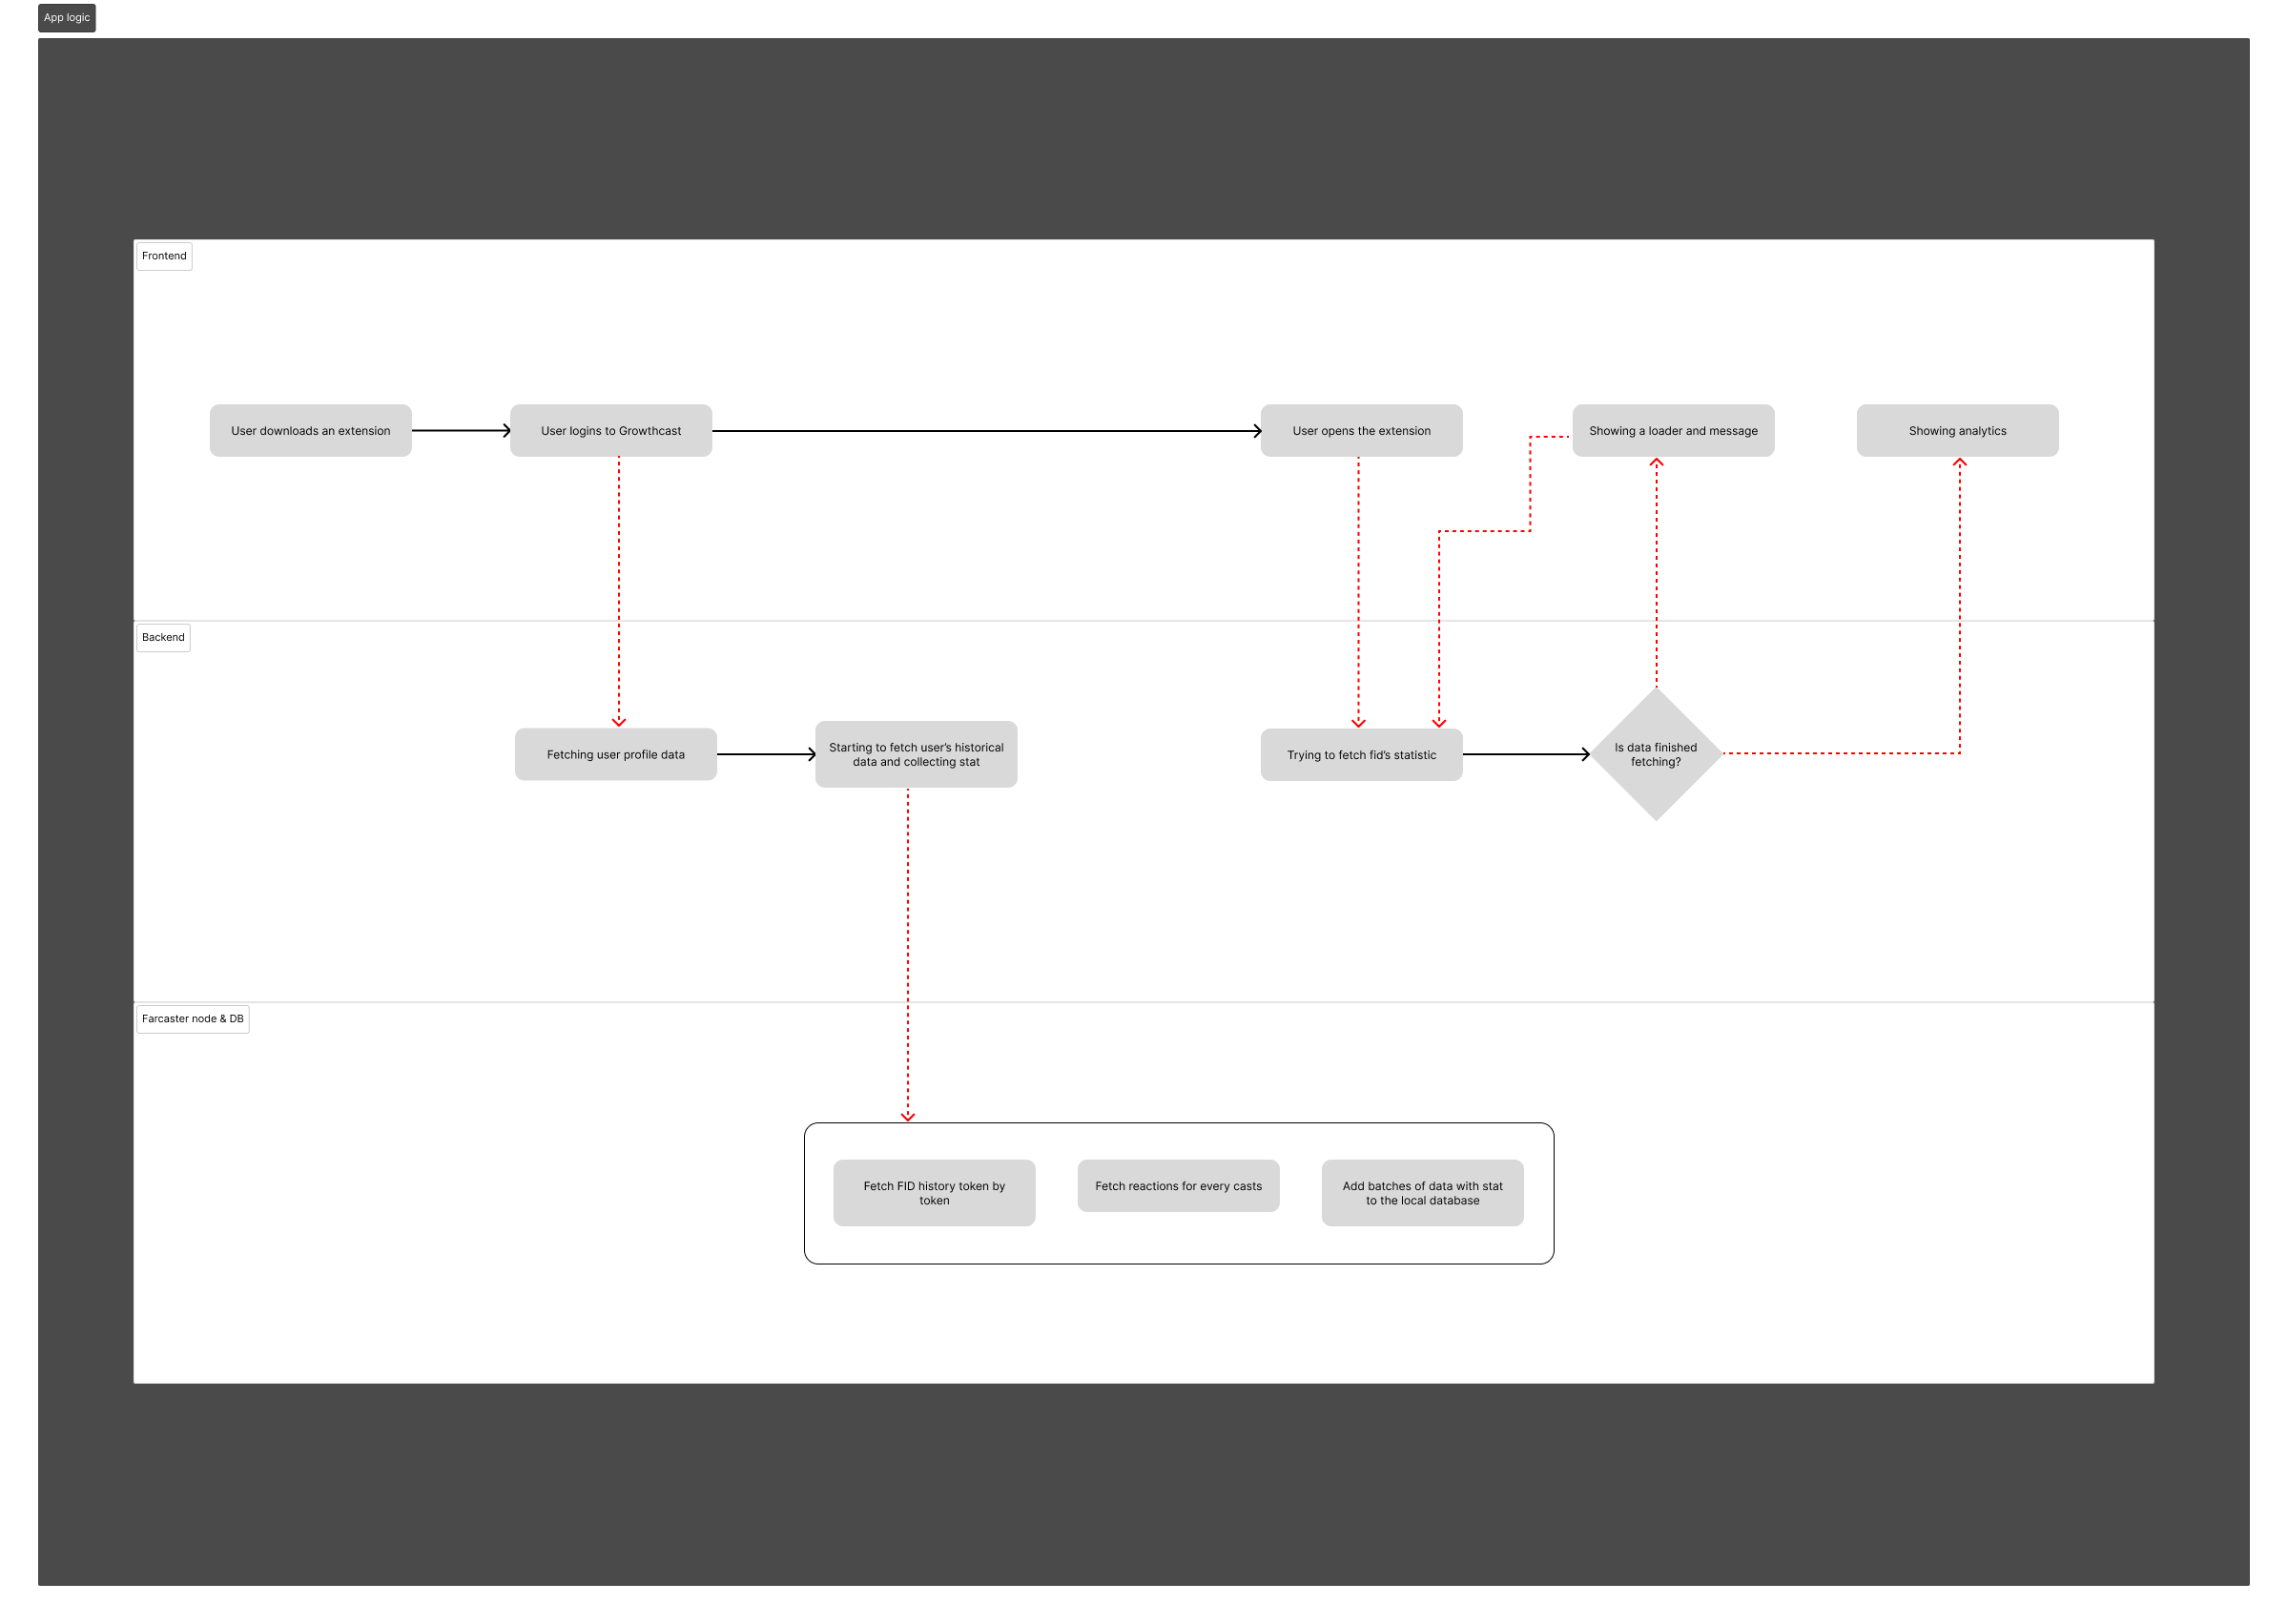 App logic
Frontend
User downloads an extension
User logins to Growthcast
User opens the extension
Showing a loader and message
Showing analytics
Backend
Fetching user profile data
Starting to fetch user’s historical
data and collecting stat
Trying to fetch fid’s statistic
Is data finished
fetching?
Farcaster node & DB
Fetch FID history token by
token
Fetch reactions for every casts
Add batches of data with stat
to the local database